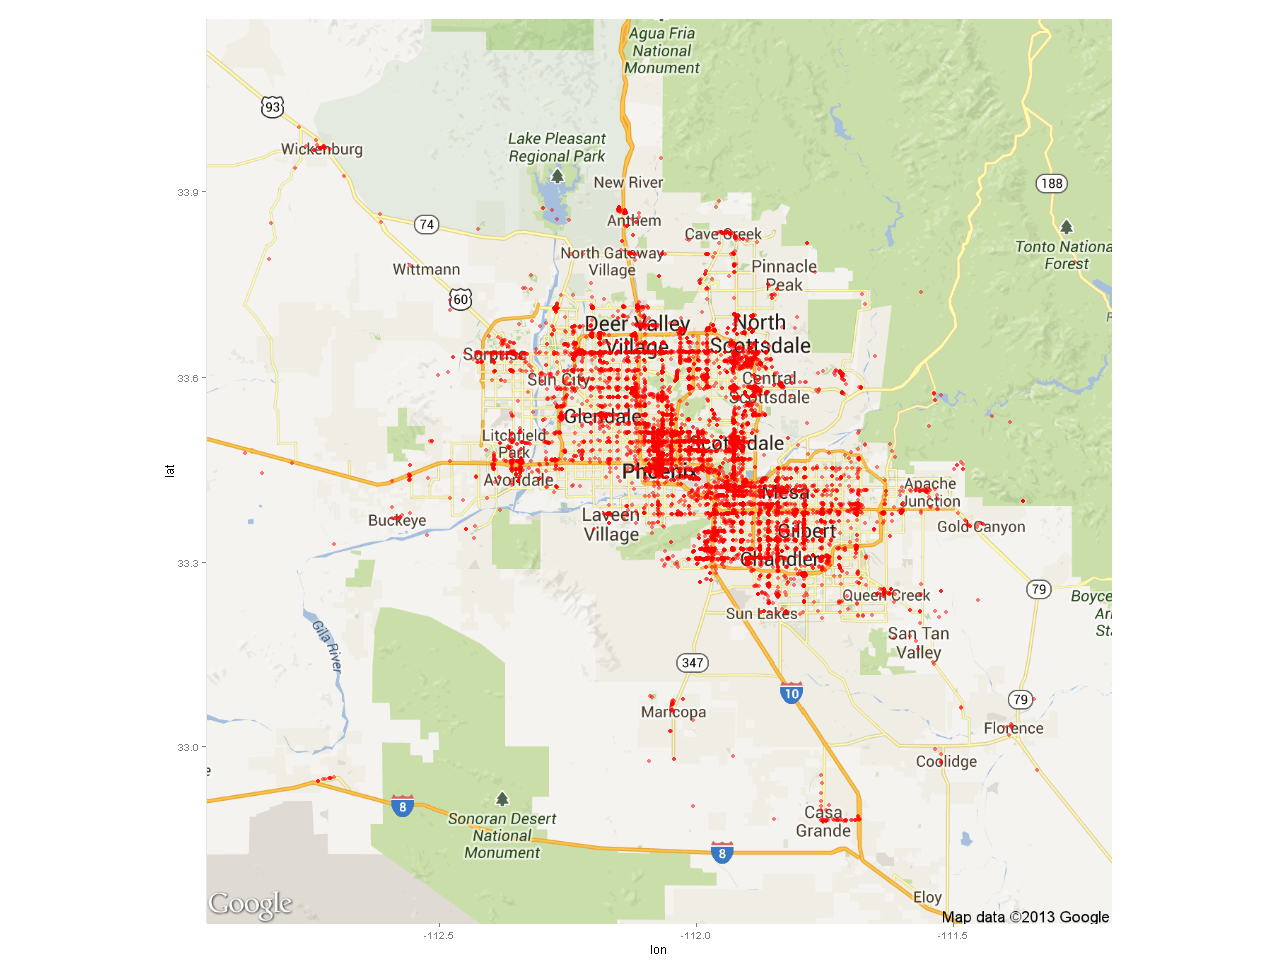 Agua Fria
National
Monument
93
Lake Pleasant
Regional Park
Wickenburg
New River
188
33.9
Anthem
74
Cave Creek
Tonto Nationa
Forest
North Gateway
Village
Wittmann
Pinnacle
Peak
60
Deer Valley
Village
North
Scottsdale
Surprise
33.6
Sun City
Central
Scottsdale
Glendale
Litchfield
Park
Scottsdale
lat
Phoenix
Avondale
Mesa
Apache
Junction
Buckeye
Laveen
Village
Gold Canyon
Gilbert
33.3
Chandler
79
Queen Creek
Boyce
Ar
Sta
Sun Lakes
Gila River
San Tan
Valley
347
10
79
Maricopa
Florence
33.0
Coolidge
e
8
Sonoran Desert
National
Monument
Casa
Grande
8
Eloy
Google
Map data ©2013 Google
-112.5
-112.0
-111.5
lon